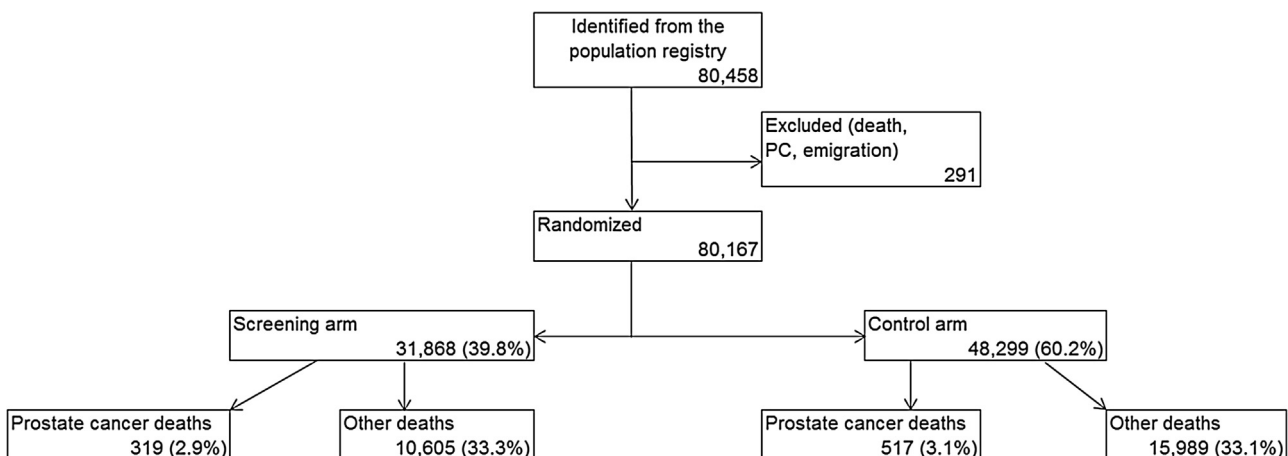 Identified from the
population registry
80,458
Excluded (death,
PC, emigration)
291
Randomized
80,167
Screening arm
31,868 (39.8%)
Control arm
48,299 (60.2%)
Prostate cancer deaths
319 (2.9%)
Other deaths
10,605 (33.3%)
Prostate cancer deaths
517 (3.1%)
Other deaths
15,989 (33.1%)